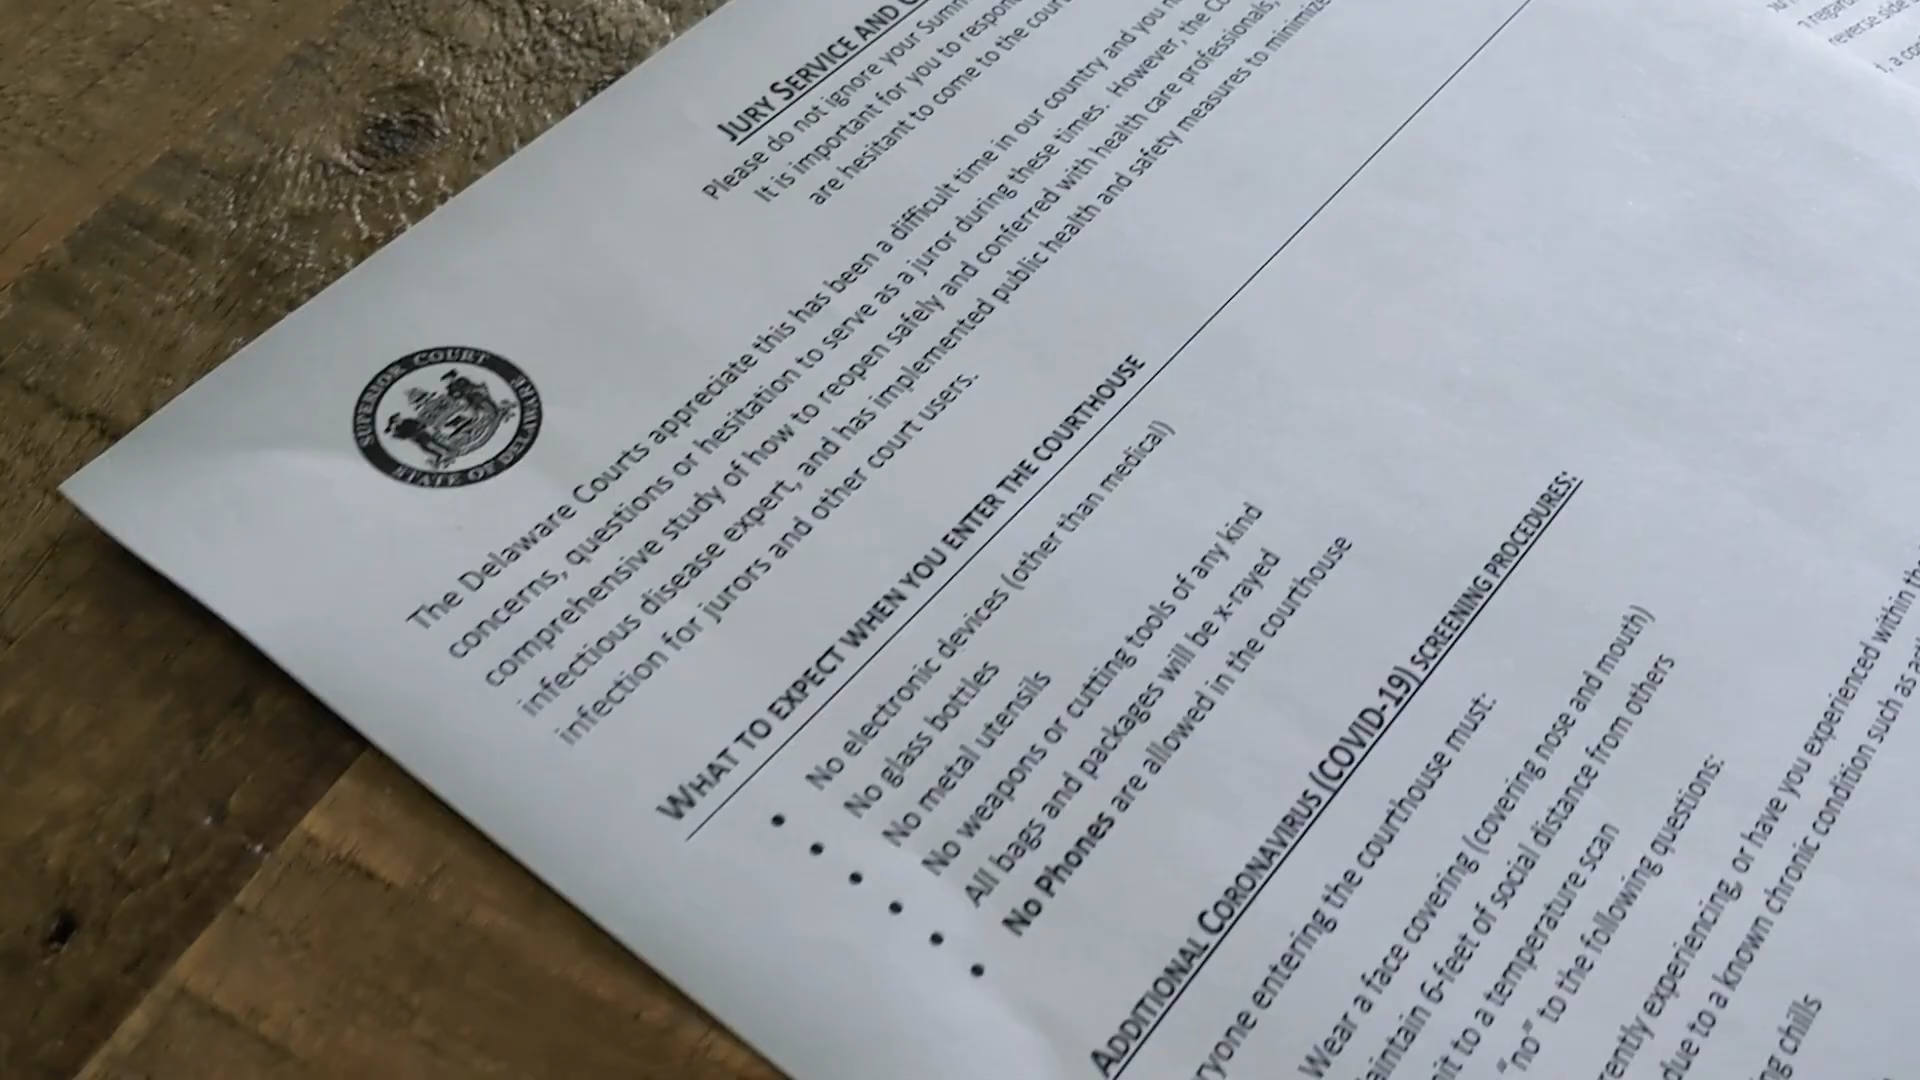 JURY SERVICE AND
Please do not ignore your
It is important for you to respon
are hesitant to come to the cour
SUPERIOR COURT
STATE OF DELAWARE
The Delaware Courts appreciate this has been a difficult time in our country and you
concerns, questions or hesitation to serve as a juror during these times. However, the
comprehensive study of how to reopen safely and conferred with health care professionals,
infectious disease expert, and has implemented public health and safety measures to minimize
infection for jurors and other court users.
WHAT TO EXPECT WHEN YOU ENTER THE COURTHOUSE
• No electronic devices (other than medical)
• No glass bottles
• No metal utensils
• No weapons or cutting tools of any kind
• All bags and packages will be x-rayed
• No Phones are allowed in the courthouse
ADDITIONAL CORONAVIRUS (COVID-19) SCREENING PROCEDURES:
ryone entering the courthouse must:
Wear a face covering (covering nose and mouth)
aintain 6-feet of social distance from others
mit to a temperature scan
"no" to the following questions:
rently experiencing, or have you experienced within the
due to a known chronic condition such as
ng chills
reverse side